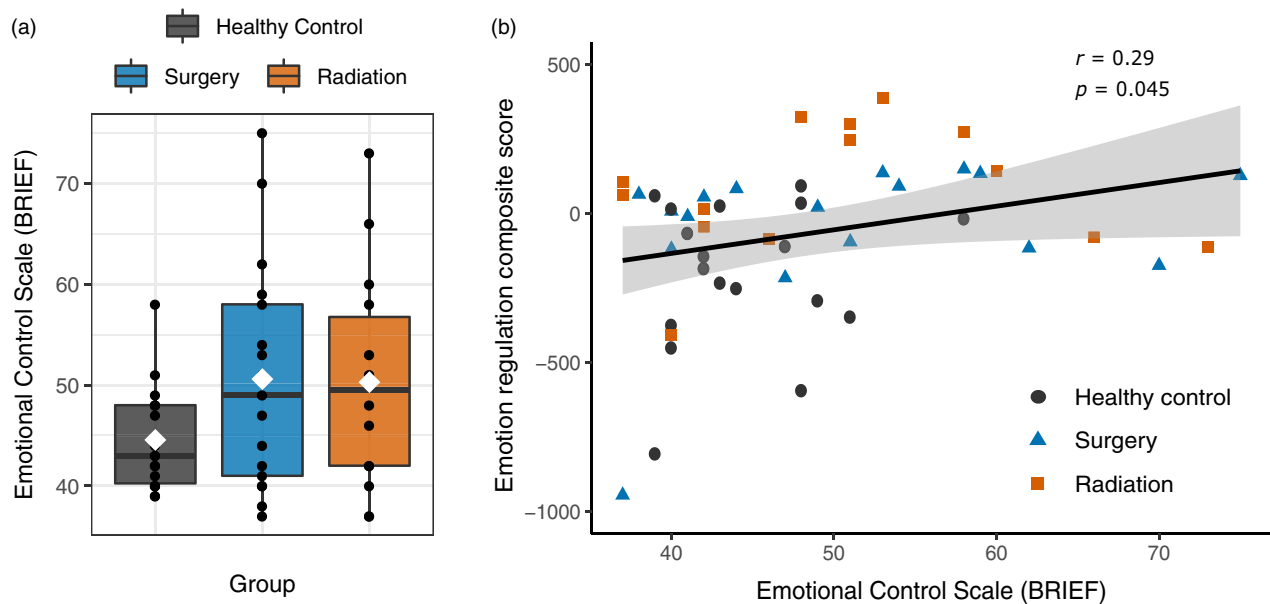 (a)
Healthy Control
Surgery
Radiation
Emotional Control Scale (BRIEF)
70
60
50
40
Group
(b)
r = 0.29
p = 0.045
Emotion regulation composite score
500
0
−500
−1000
Healthy control
Surgery
Radiation
40
50
60
70
Emotional Control Scale (BRIEF)